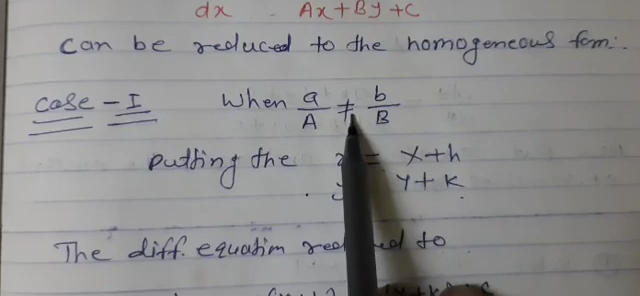 dx Ax+By+C
can be reduced to the homogeneous form:
Case-I When a/A ≠ b/B
Putting the = X+h
Y+k
The diff. equation to